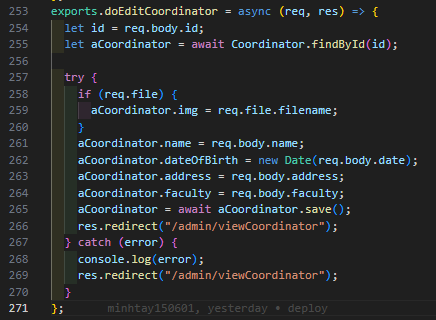 253 exports.doEditCoordinator = async (req, res) => {
254   let id = req.body.id;
255   let aCoordinator = await Coordinator.findById(id);
256
257   try {
258     if (req.file) {
259       aCoordinator.img = req.file.filename;
260     }
261     aCoordinator.name = req.body.name;
262     aCoordinator.dateOfBirth = new Date(req.body.date);
263     aCoordinator.address = req.body.address;
264     aCoordinator.faculty = req.body.faculty;
265     aCoordinator = await aCoordinator.save();
266     res.redirect("/admin/viewCoordinator");
267   } catch (error) {
268     console.log(error);
269     res.redirect("/admin/viewCoordinator");
270   }
271 };     minhtay150601, yesterday • deploy